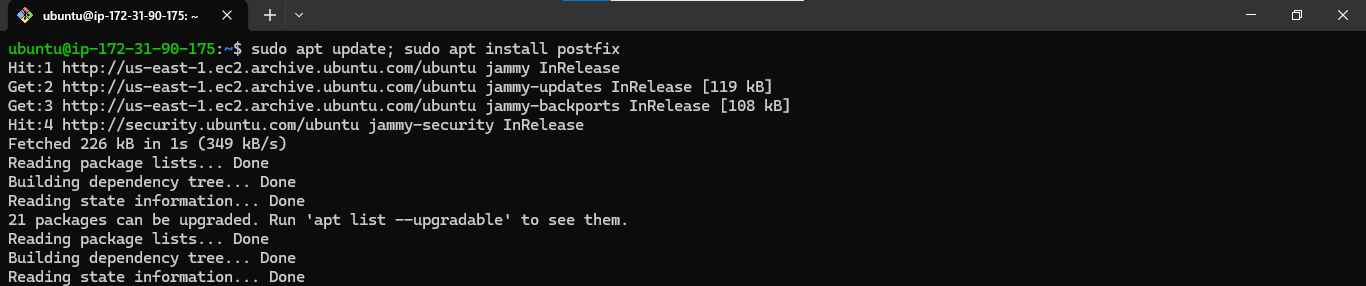 ubuntu@ip-172-31-90-175: ~
ubuntu@ip-172-31-90-175:~$ sudo apt update; sudo apt install postfix
Hit:1 http://us-east-1.ec2.archive.ubuntu.com/ubuntu jammy InRelease
Get:2 http://us-east-1.ec2.archive.ubuntu.com/ubuntu jammy-updates InRelease [119 kB]
Get:3 http://us-east-1.ec2.archive.ubuntu.com/ubuntu jammy-backports InRelease [108 kB]
Hit:4 http://security.ubuntu.com/ubuntu jammy-security InRelease
Fetched 226 kB in 1s (349 kB/s)
Reading package lists... Done
Building dependency tree... Done
Reading state information... Done
21 packages can be upgraded. Run 'apt list --upgradable' to see them.
Reading package lists... Done
Building dependency tree... Done
Reading state information... Done